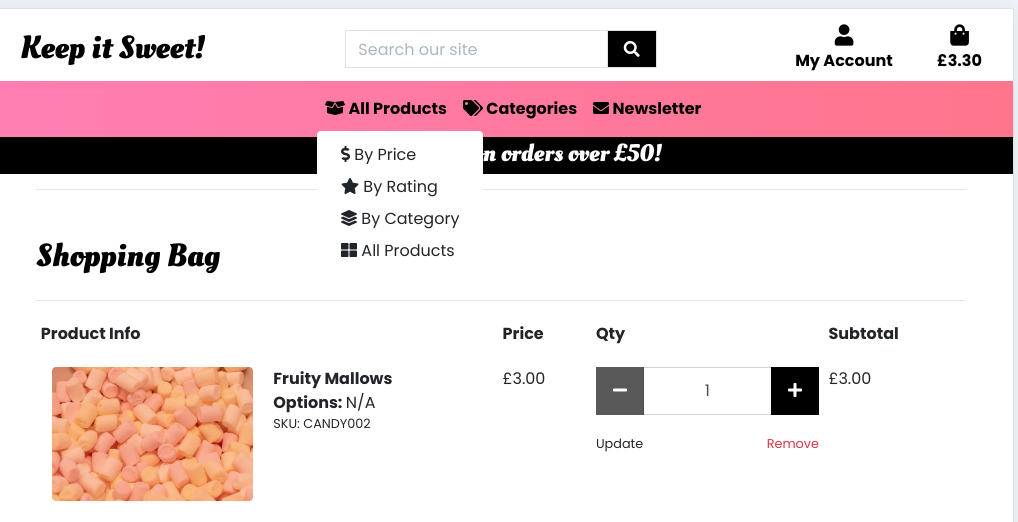 Keep it Sweet!
Search our site
My Account
£3.30
All Products
Categories
Newsletter
orders over £50!
By Price
By Rating
By Category
All Products
Shopping Bag
Product Info
Price
Qty
Subtotal
Fruity Mallows
Options: N/A
SKU: CANDY002
£3.00
1
£3.00
Update
Remove